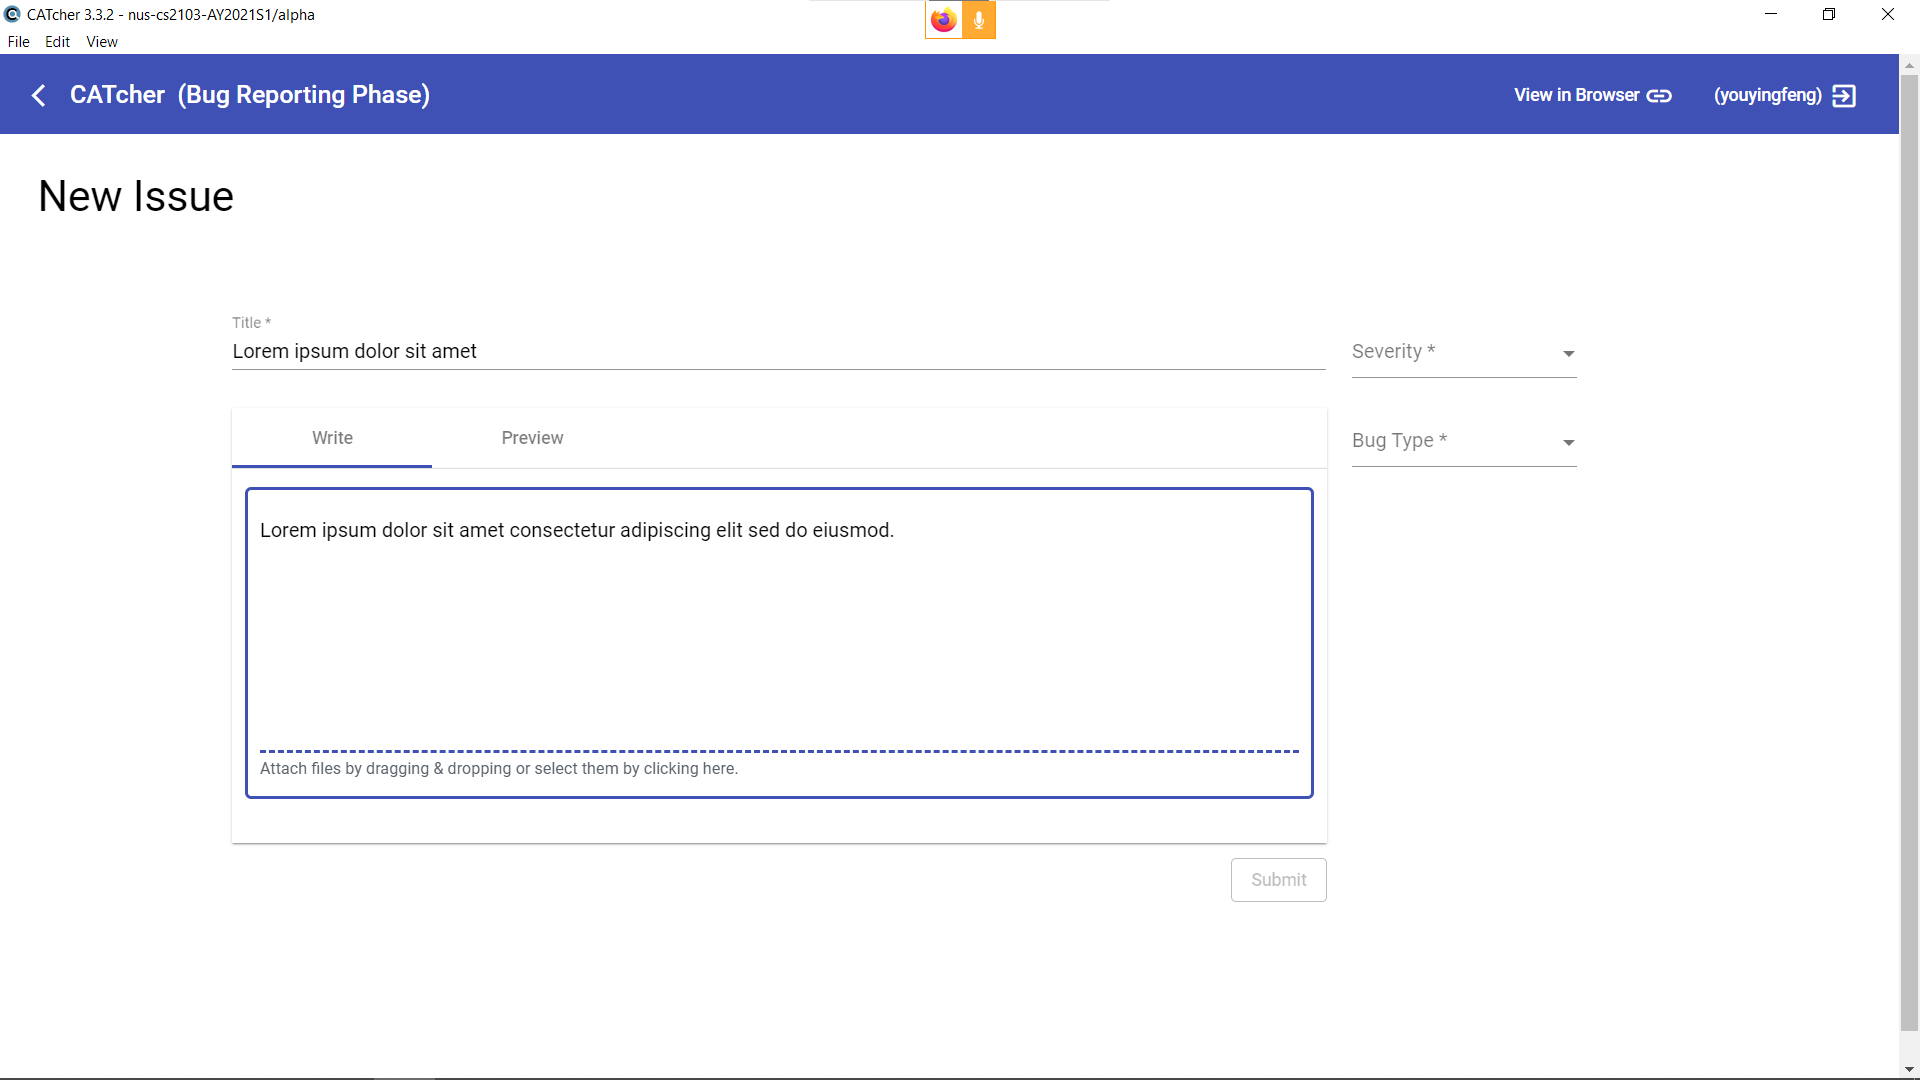 CATcher 3.3.2 - nus-cs2103-AY2021S1/alpha
File Edit View
CATcher (Bug Reporting Phase)
View in Browser
(youyingfeng)
New Issue
Title *
Lorem ipsum dolor sit amet
Severity *
Write Preview
Bug Type *
Lorem ipsum dolor sit amet consectetur adipiscing elit sed do eiusmod.
Attach files by dragging & dropping or select them by clicking here.
Submit